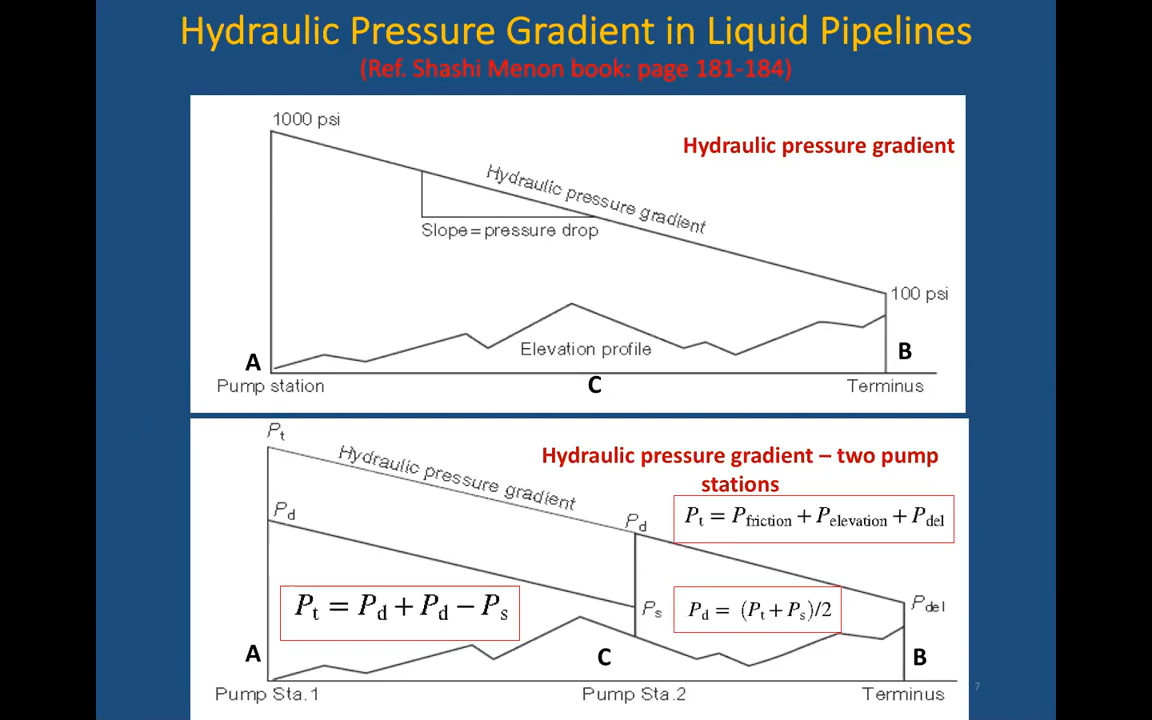 Hydraulic Pressure Gradient in Liquid Pipelines
(Ref. Shashi Menon book: page 181-184)
1000 psi
Hydraulic pressure gradient
Hydraulic pressure gradient
Slope=pressure drop
100 psi
Elevation profile
A
B
Pump station
C
Terminus
Pt
Hydraulic pressure gradient
Hydraulic pressure gradient – two pump
stations
Pd
Pd
Pt = Pfriction + Pelevation + Pdel
Pt = Pd + Pd − Ps
Ps
Pd = (Pt + Ps)/2
Pdel
A
C
B
Pump Sta.1
Pump Sta.2
Terminus
7